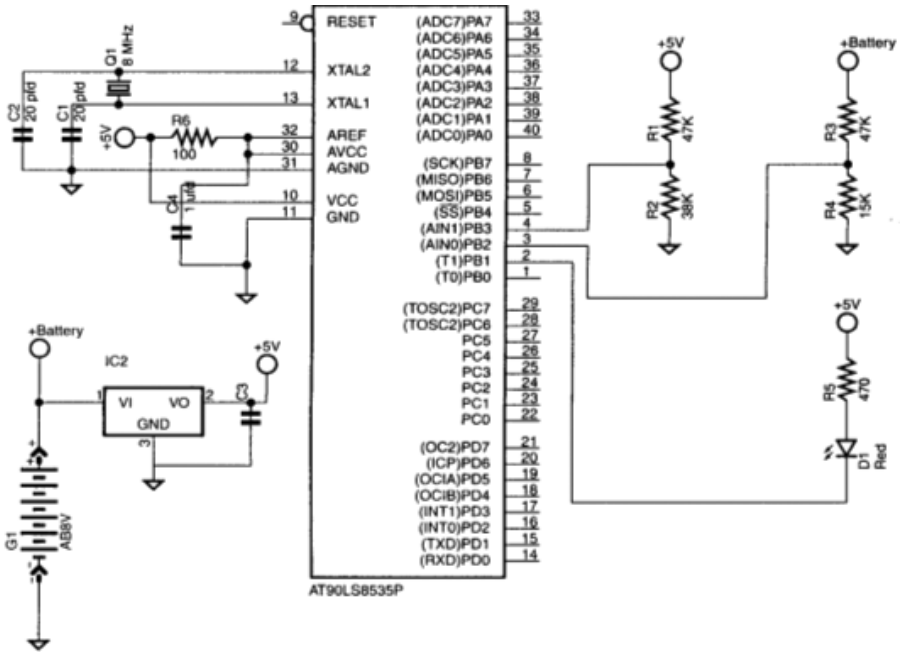 9
RESET
(ADC7)PA7
33
(ADC6)PA6
34
(ADC5)PA5
35
12
XTAL2
(ADC4)PA4
36
(ADC3)PA3
37
13
XTAL1
(ADC2)PA2
38
(ADC1)PA1
39
32
AREF
(ADC0)PA0
40
30
AVCC
31
AGND
(SCK)PB7
8
(MISO)PB6
7
10
VCC
(MOSI)PB5
6
11
GND
(SS)PB4
5
(AIN1)PB3
4
(AIN0)PB2
3
(T1)PB1
2
(T0)PB0
1
(TOSC2)PC7
29
(TOSC2)PC6
28
PC5
27
PC4
26
PC3
25
PC2
24
PC1
23
PC0
22
(OC2)PD7
21
(ICP)PD6
20
(OCIA)PD5
19
(OCIB)PD4
18
(INT1)PD3
17
(INT0)PD2
16
(TXD)PD1
15
(RXD)PD0
14
AT90LS8535P
Q1
8 MHz
C2
20 pfd
C1
20 pfd
+5V
R6
100
C4
1 ufd
+Battery
IC2
+5V
1
VI
VO
2
GND
3
C3
+
+
G1
AB8V
-
-
+5V
R1
47K
R2
38K
+Battery
R3
47K
R4
15K
+5V
R5
470
D1
Red